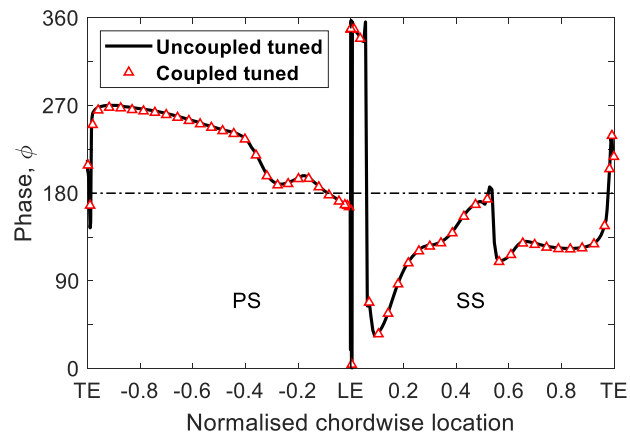 360
270
180
90
0
Phase, ϕ
Uncoupled tuned
Coupled tuned
PS
SS
TE -0.8 -0.6 -0.4 -0.2 LE 0.2 0.4 0.6 0.8 TE
Normalised chordwise location